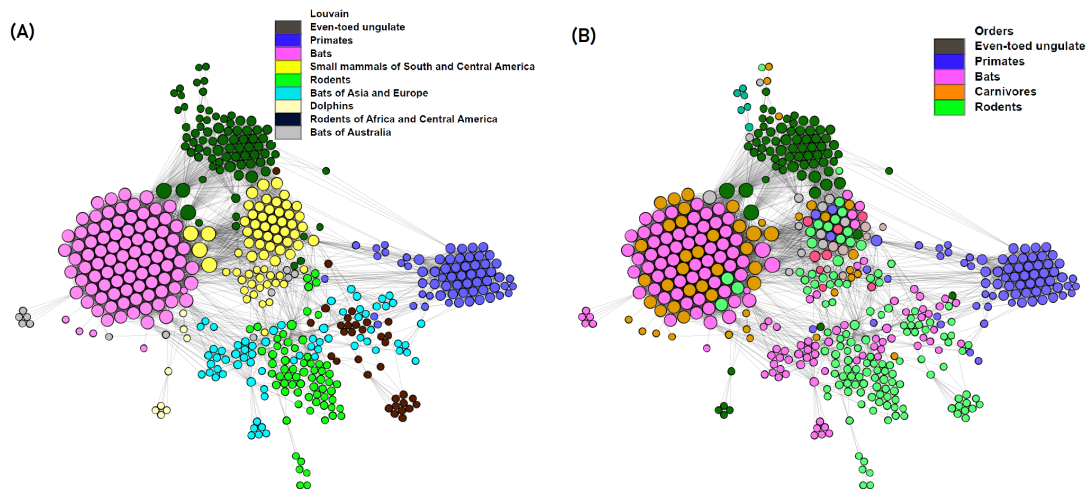 (A)
Louvain
Even-toed ungulate
Primates
Bats
Small mammals of South and Central America
Rodents
Bats of Asia and Europe
Dolphins
Rodents of Africa and Central America
Bats of Australia
(B)
Orders
Even-toed ungulate
Primates
Bats
Carnivores
Rodents